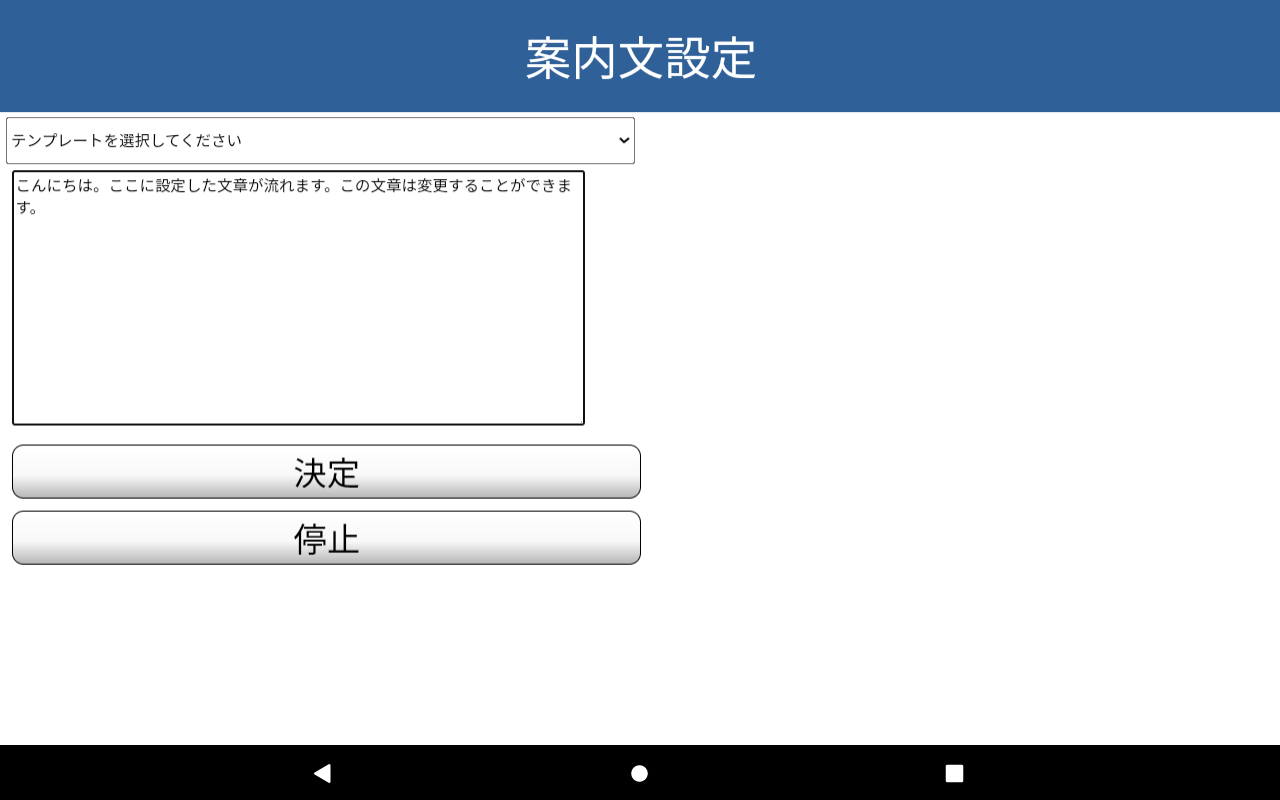 案内文設定
テンプレートを選択してください
こんにちは。ここに設定した文章が流れます。この文章は変更することができま
す。
決定
停止